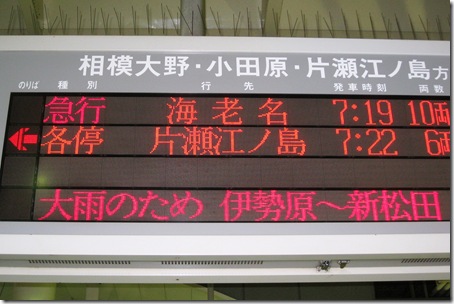 相模大野・小田原・片瀬江ノ島方
のりば 種別 行先 発車時刻 両数
急行 海老名 7:19 10両
各停 片瀬江ノ島 7:22 6両
大雨のため 伊勢原～新松田